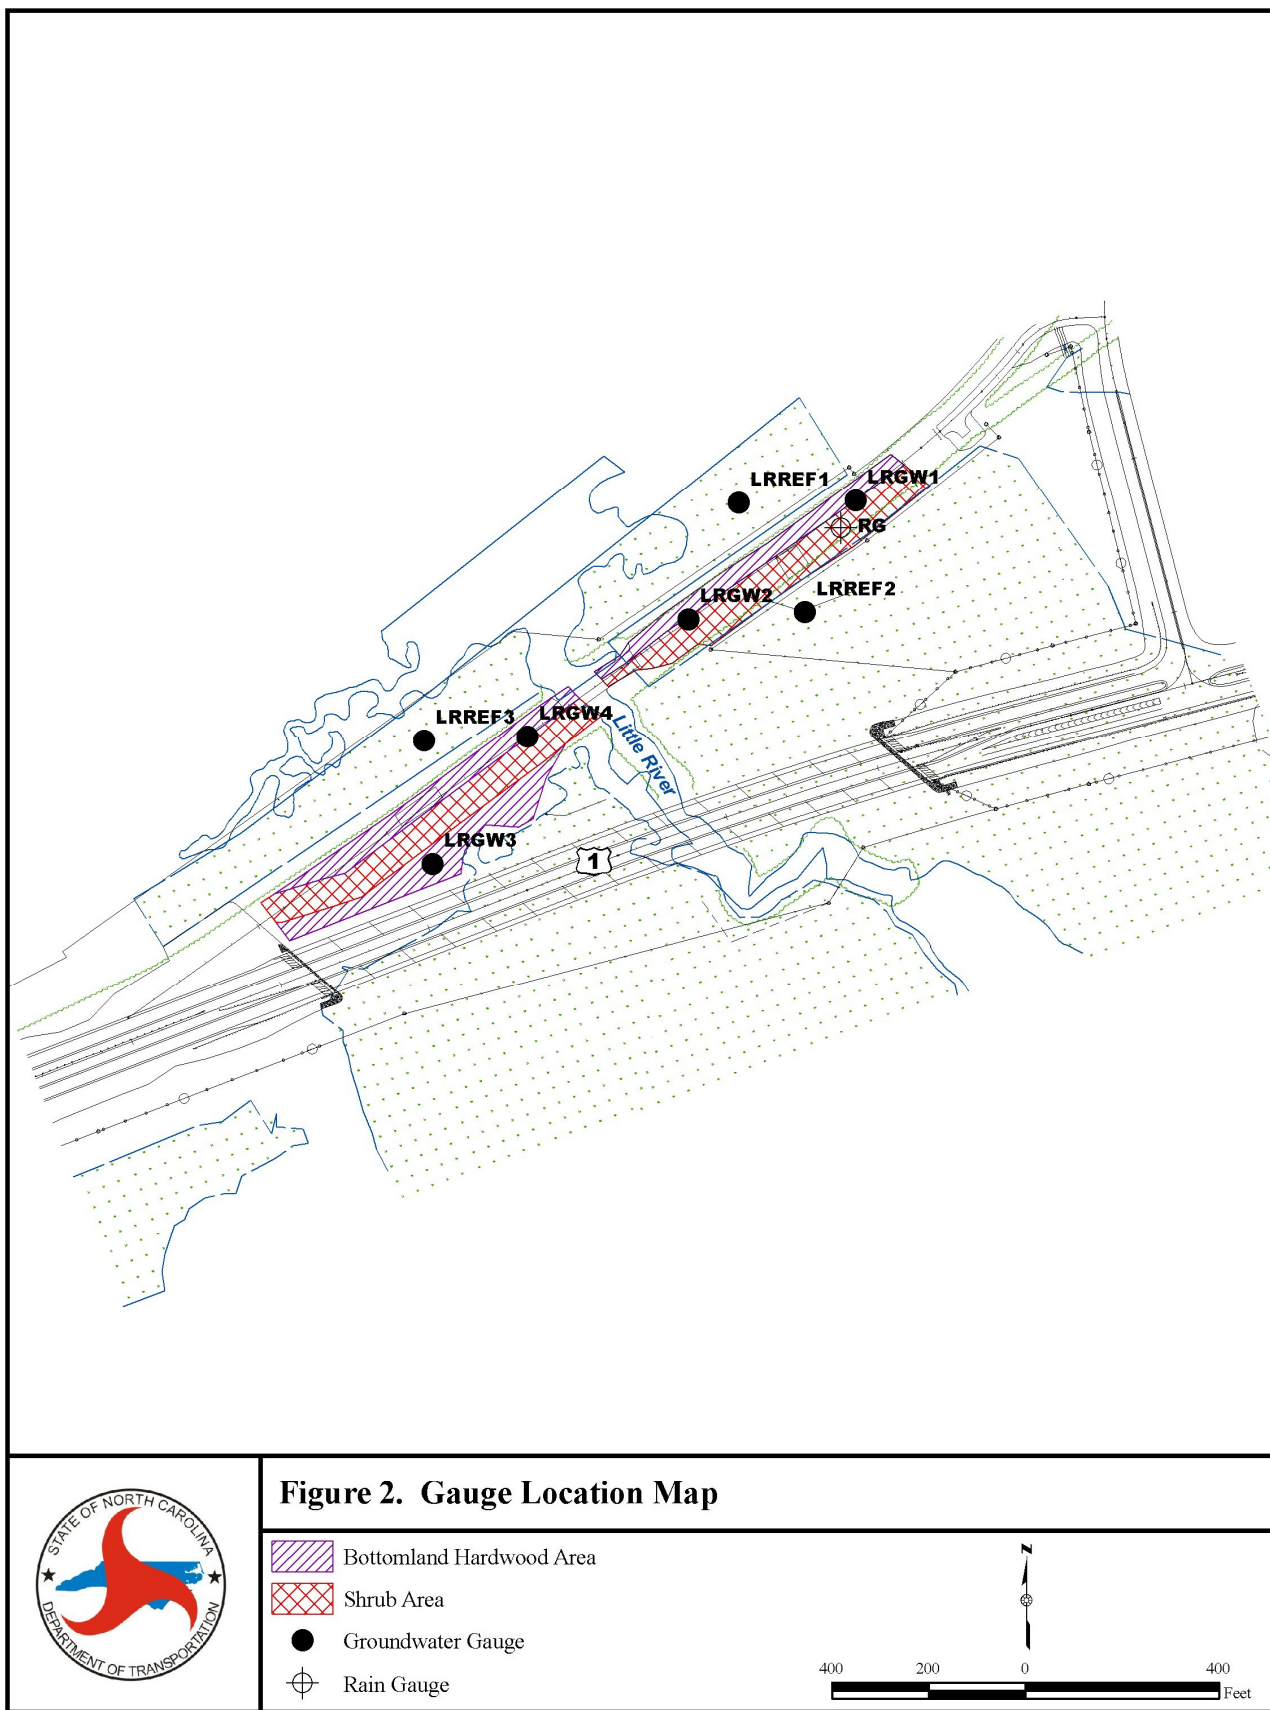 LRREF1
LRGW1
RG
LRREF2
LRGW2
LRREF3
LRGW4
Little River
LRGW3
1
Figure 2. Gauge Location Map
STATE OF NORTH CAROLINA
DEPARTMENT OF TRANSPORTATION
Bottomland Hardwood Area
Shrub Area
Groundwater Gauge
Rain Gauge
N
400 200 0 400
Feet